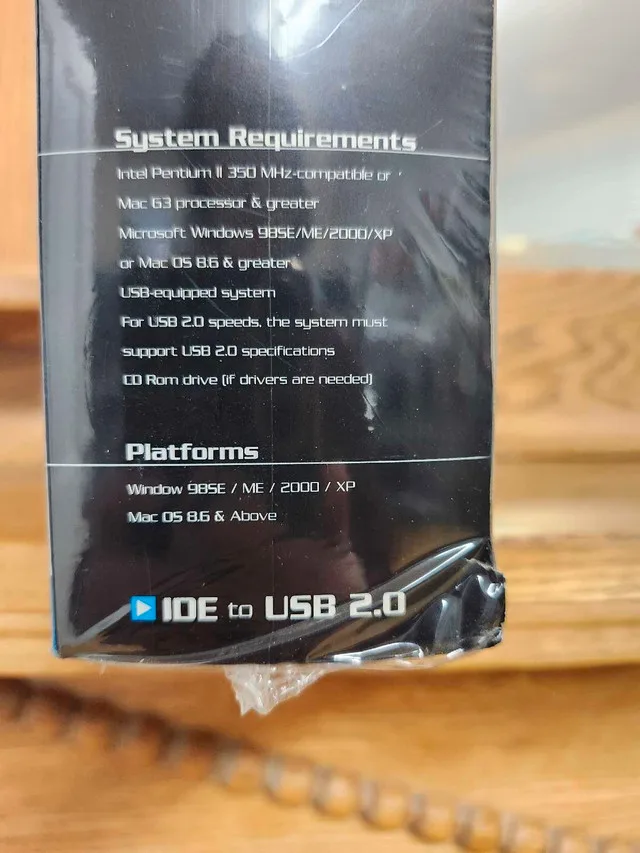 System Requirements
Intel Pentium II 350 MHz-compatible or
Mac G3 processor & greater
Microsoft Windows 98SE/ME/2000/XP
or Mac OS 8.6 & greater
USB-equipped system
For USB 2.0 speeds, the system must
support USB 2.0 specifications
CD Rom drive (if drivers are needed)
Platforms
Window 98SE / ME / 2000 / XP
Mac OS 8.6 & Above
IDE to USB 2.0